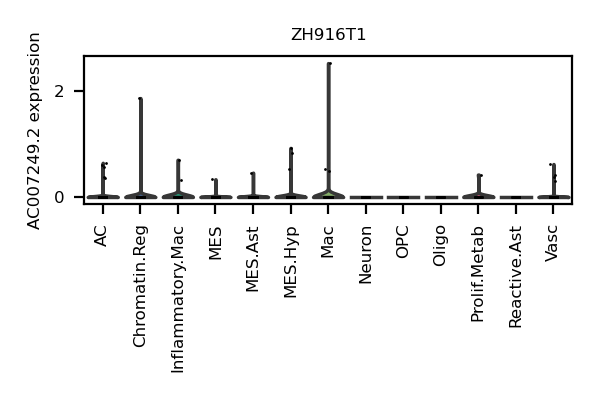 ZH916T1
AC007249.2 expression
2
0
AC
Chromatin.Reg
Inflammatory.Mac
MES
MES.Ast
MES.Hyp
Mac
Neuron
OPC
Oligo
Prolif.Metab
Reactive.Ast
Vasc